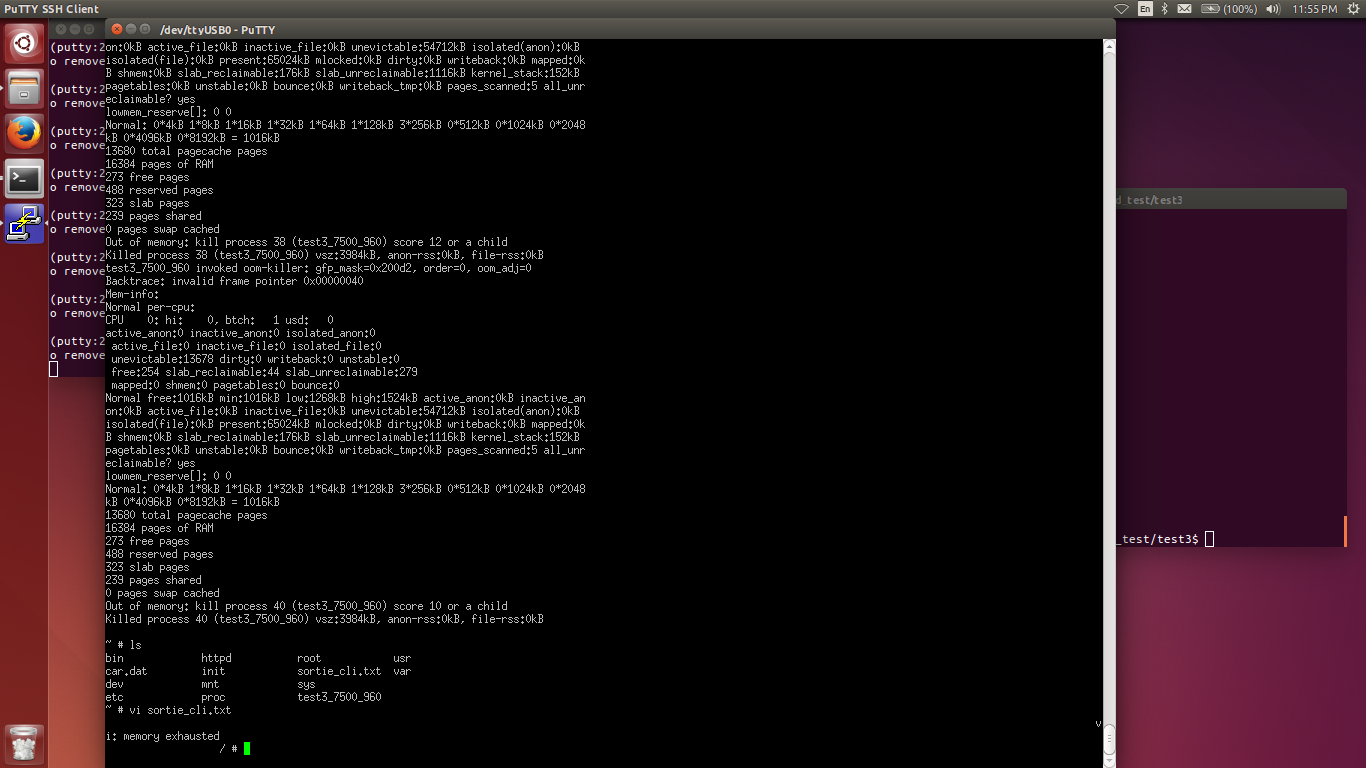 PuTTY SSH Client
En
(100%)
11:55 PM
/dev/ttyUSB0 - PuTTY
(putty:2
o remove
(putty:2
o remove
(putty:2
o remove
(putty:2
o remove
(putty:2
o remove
(putty:2
o remove
(putty:2
o remove
(putty:2
o remove
on:0kB active_file:0kB inactive_file:0kB unevictable:54712kB isolated(anon):0kB
isolated(file):0kB present:65024kB mlocked:0kB dirty:0kB writeback:0kB mapped:0k
B shmem:0kB slab_reclaimable:176kB slab_unreclaimable:1116kB kernel_stack:152kB
pagetables:0kB unstable:0kB bounce:0kB writeback_tmp:0kB pages_scanned:5 all_unr
eclaimable? yes
lowmem_reserve[]: 0 0
Normal: 0*4kB 1*8kB 1*16kB 1*32kB 1*64kB 1*128kB 3*256kB 0*512kB 0*1024kB 0*2048
kB 0*4096kB 0*8192kB = 1016kB
13680 total pagecache pages
16384 pages of RAM
273 free pages
488 reserved pages
323 slab pages
239 pages shared
0 pages swap cached
Out of memory: kill process 38 (test3_7500_960) score 12 or a child
Killed process 38 (test3_7500_960) vsz:3984kB, anon-rss:0kB, file-rss:0kB
test3_7500_960 invoked oom-killer: gfp_mask=0x200d2, order=0, oom_adj=0
Backtrace: invalid frame pointer 0x00000040
Mem-info:
Normal per-cpu:
CPU    0: hi:    0, btch:   1 usd:   0
active_anon:0 inactive_anon:0 isolated_anon:0
 active_file:0 inactive_file:0 isolated_file:0
 unevictable:13678 dirty:0 writeback:0 unstable:0
 free:254 slab_reclaimable:44 slab_unreclaimable:279
 mapped:0 shmem:0 pagetables:0 bounce:0
Normal free:1016kB min:1016kB low:1268kB high:1524kB active_anon:0kB inactive_an
on:0kB active_file:0kB inactive_file:0kB unevictable:54712kB isolated(anon):0kB
isolated(file):0kB present:65024kB mlocked:0kB dirty:0kB writeback:0kB mapped:0k
B shmem:0kB slab_reclaimable:176kB slab_unreclaimable:1116kB kernel_stack:152kB
pagetables:0kB unstable:0kB bounce:0kB writeback_tmp:0kB pages_scanned:5 all_unr
eclaimable? yes
lowmem_reserve[]: 0 0
Normal: 0*4kB 1*8kB 1*16kB 1*32kB 1*64kB 1*128kB 3*256kB 0*512kB 0*1024kB 0*2048
kB 0*4096kB 0*8192kB = 1016kB
13680 total pagecache pages
16384 pages of RAM
273 free pages
488 reserved pages
323 slab pages
239 pages shared
0 pages swap cached
Out of memory: kill process 40 (test3_7500_960) score 10 or a child
Killed process 40 (test3_7500_960) vsz:3984kB, anon-rss:0kB, file-rss:0kB
~ # ls
bin             httpd           root            usr
car.dat         init            sortie_cli.txt  var
dev             mnt             sys
etc             proc            test3_7500_960
~ # vi sortie_cli.txt
v
i: memory exhausted
/ #
d_test/test3
_test/test3$